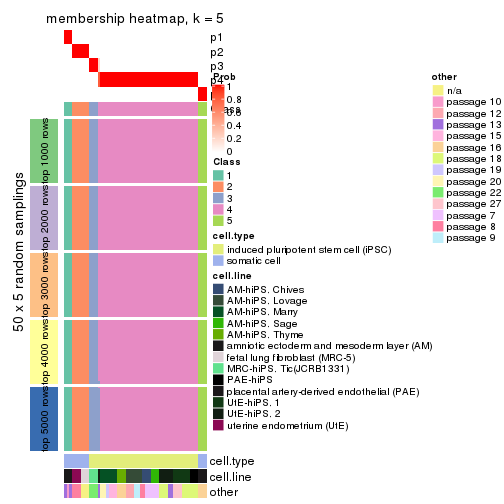 membership heatmap, k = 5
p1
p2
p3
p4
Prob
1
0.8
0.6
0.4
0.2
0
Class
1
2
3
4
5
cell.type
induced pluripotent stem cell (iPSC)
somatic cell
cell.line
AM-hiPS. Chives
AM-hiPS. Lovage
AM-hiPS. Marry
AM-hiPS. Sage
AM-hiPS. Thyme
amniotic ectoderm and mesoderm layer (AM)
fetal lung fibroblast (MRC-5)
MRC-hiPS. Tic(JCRB1331)
PAE-hiPS
placental artery-derived endothelial (PAE)
UtE-hiPS. 1
UtE-hiPS. 2
uterine endometrium (UtE)
other
n/a
passage 10
passage 12
passage 13
passage 15
passage 16
passage 18
passage 19
passage 20
passage 22
passage 27
passage 7
passage 8
passage 9
50 x 5 random samplings
top 1000 rows
top 2000 rows
top 3000 rows
top 4000 rows
top 5000 rows
cell.type
cell.line
other